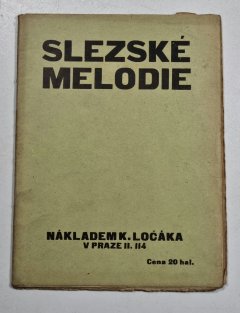 SLEZSKÉ
MELODIE
NÁKLADEM K. LOČÁKA
V PRAZE II. 114
Cena 20 hal.